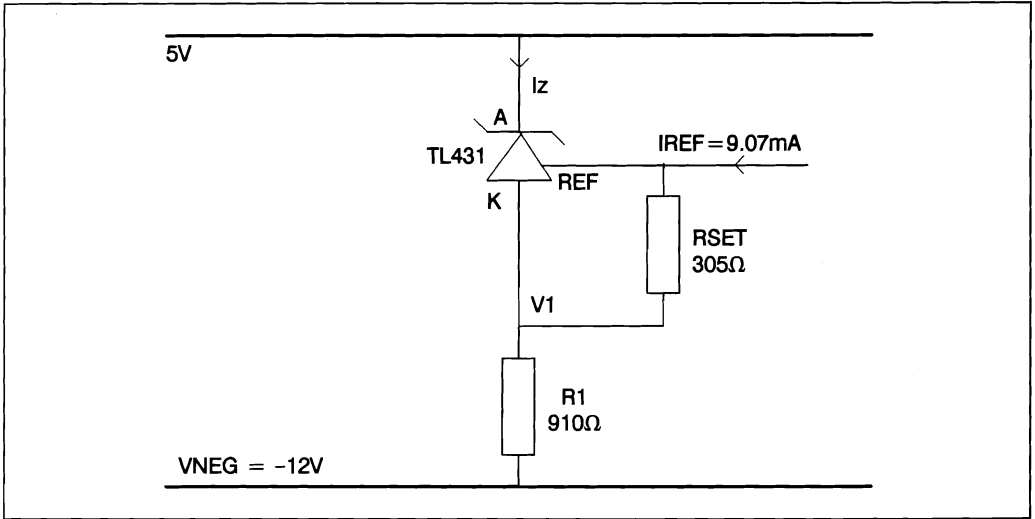 5V
Iz
A
TL431
IREF=9.07mA
REF
K
RSET
305Ω
V1
R1
910Ω
VNEG = -12V